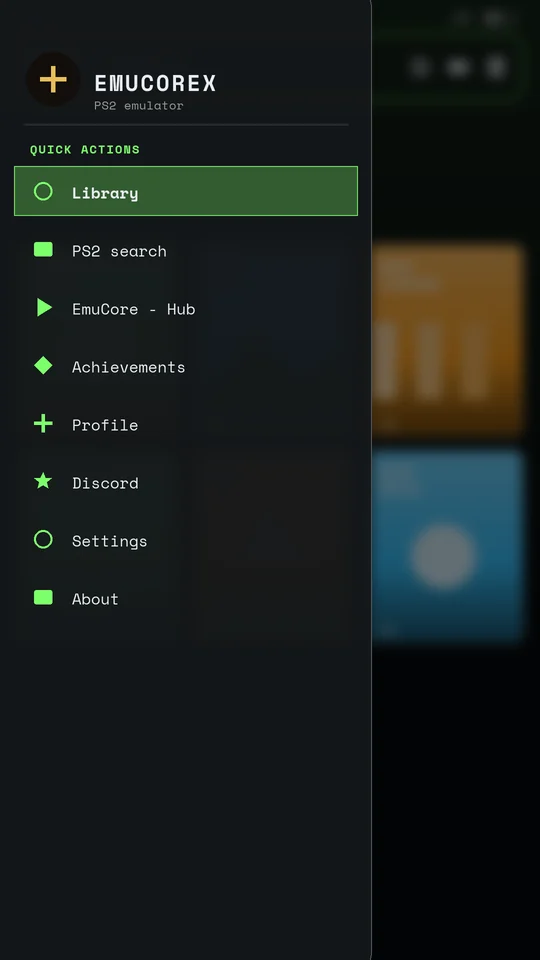 EMUCOREX
PS2 emulator
QUICK ACTIONS
Library
PS2 search
EmuCore - Hub
Achievements
Profile
Discord
Settings
About